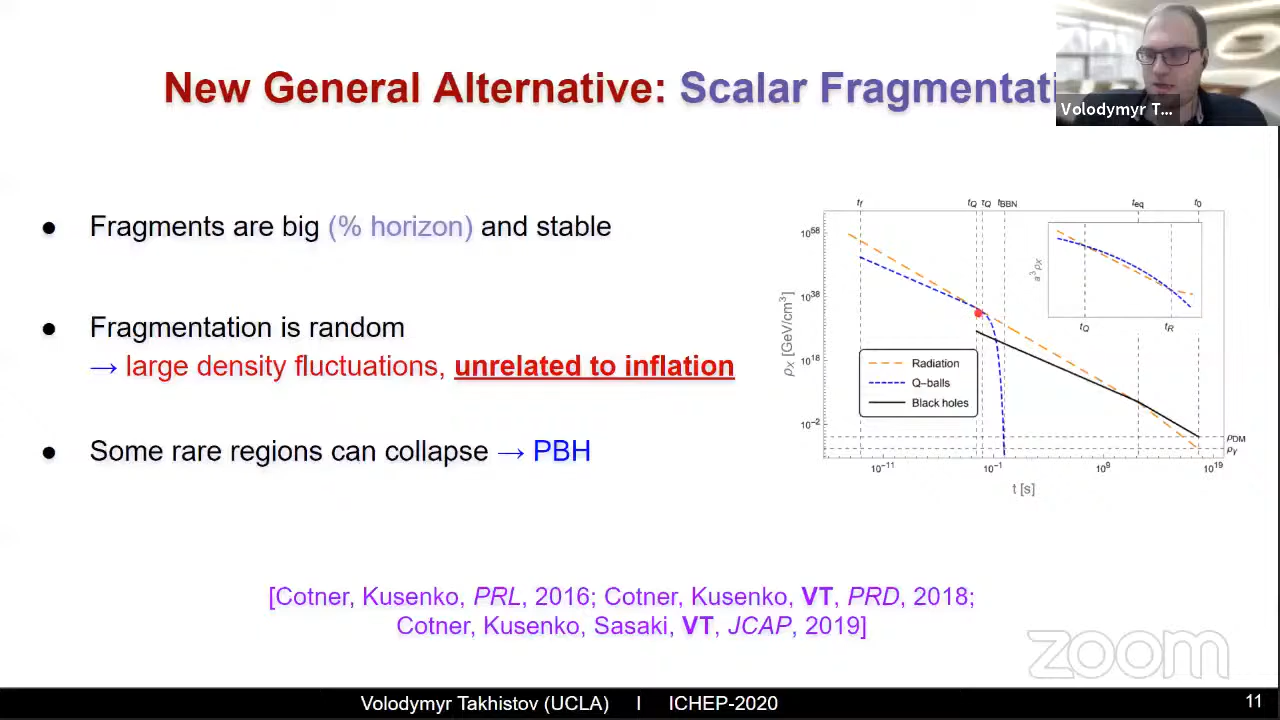 New General Alternative: Scalar Fragmentati
Volodymyr T...
● Fragments are big (% horizon) and stable
● Fragmentation is random
→ large density fluctuations, unrelated to inflation
● Some rare regions can collapse → PBH
t_f t_Q τ_Q t_BBN t_eq t_0
10^58
10^38
10^18
10^-2
ρ_X [GeV/cm^3]
a^3 ρ_X
t_Q t_R
Radiation
Q-balls
Black holes
ρ_DM
ρ_γ
10^-11 10^-1 10^9 10^19
t [s]
[Cotner, Kusenko, PRL, 2016; Cotner, Kusenko, VT, PRD, 2018;
Cotner, Kusenko, Sasaki, VT, JCAP, 2019]
zoom
Volodymyr Takhistov (UCLA) I ICHEP-2020
11